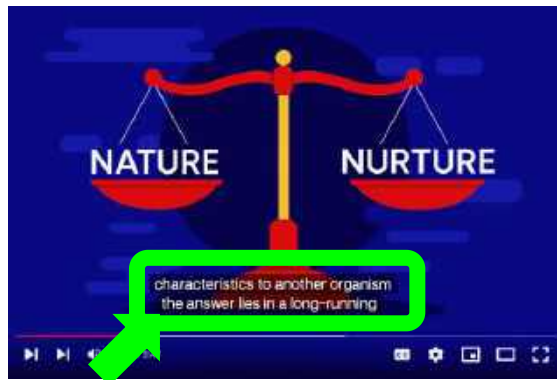 NATURE NURTURE
characteristics to another organism
the answer lies in a long-running